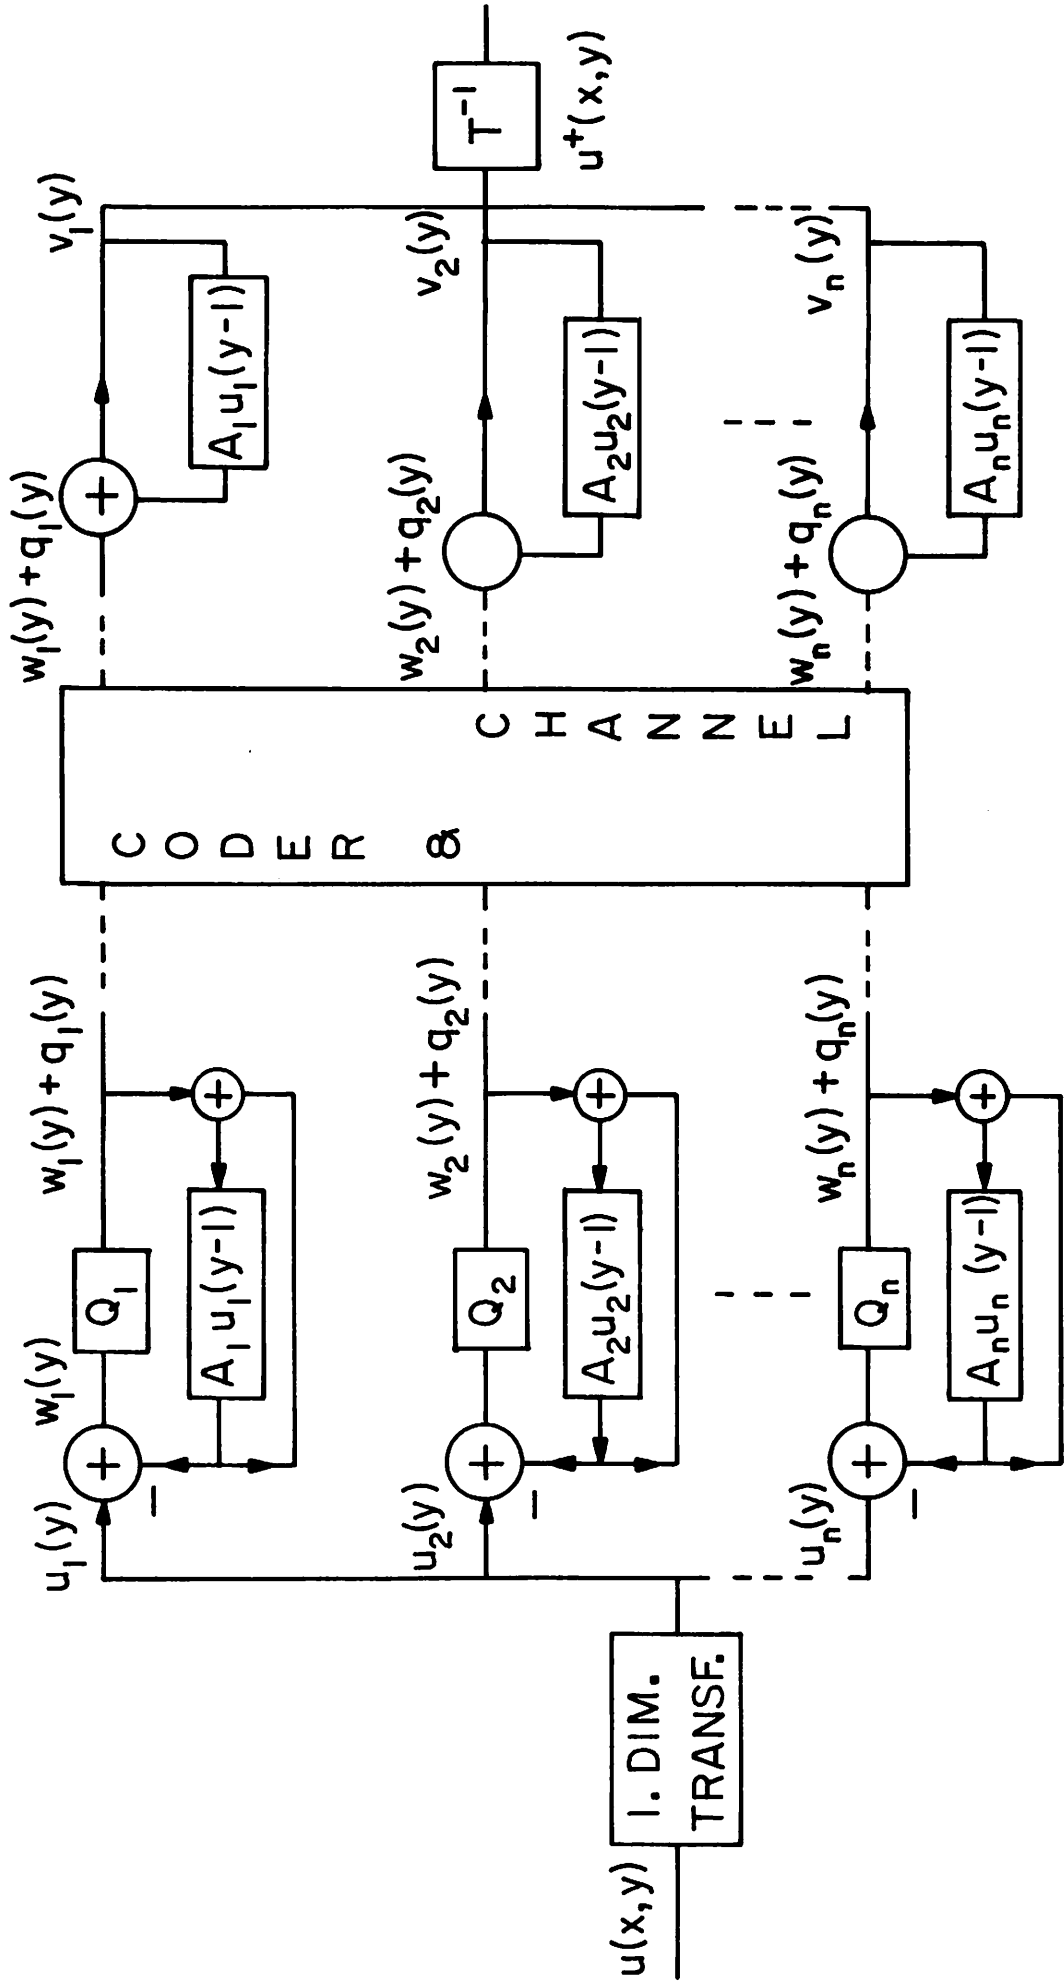 u(x,y)
I. DIM.
TRANSF.
u₁(y)
+
−
w₁(y)
Q₁
A₁ u₁(y-1)
+
w₁(y) + q₁(y)
u₂(y)
+
−
Q₂
A₂u₂(y-1)
+
w₂(y) + q₂(y)
uₙ(y)
+
−
Qₙ
Aₙuₙ (y-1)
+
wₙ(y) + qₙ(y)
CODER &
CHANNEL
w₁(y) + q₁(y)
+
A₁u₁(y-1)
v₁(y)
w₂(y) + q₂(y)
A₂u₂(y-1)
v₂(y)
wₙ(y) + qₙ(y)
Aₙuₙ(y-1)
vₙ(y)
T⁻¹
u⁺(x,y)